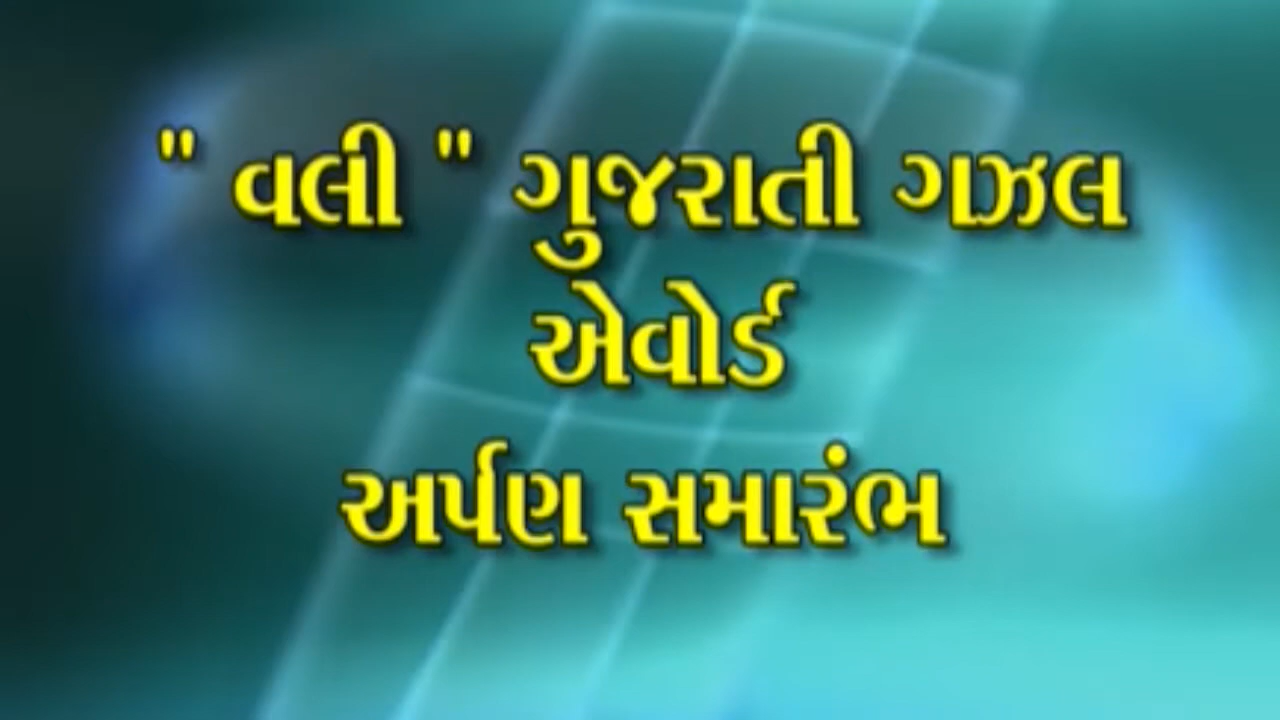 " વલી " ગુજરાતી ગઝલ
એવોર્ડ
અર્પણ સમારંભ